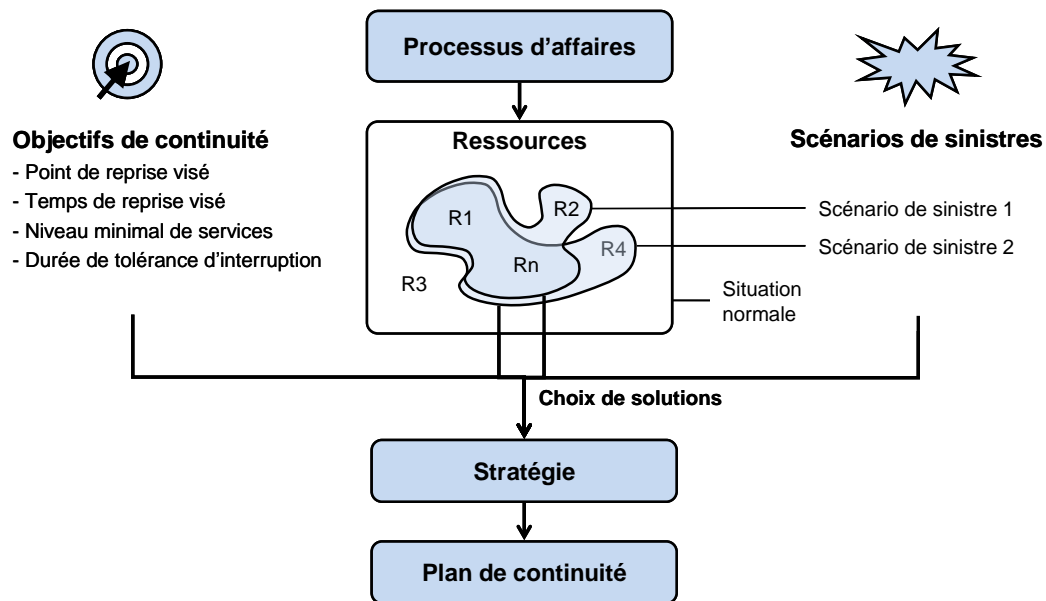 Processus d'affaires
Objectifs de continuité
- Point de reprise visé
- Temps de reprise visé
- Niveau minimal de services
- Durée de tolérance d'interruption
Ressources
R1
R2
R3
R4
Rn
Scénarios de sinistres
Scénario de sinistre 1
Scénario de sinistre 2
Situation
normale
Choix de solutions
Stratégie
Plan de continuité